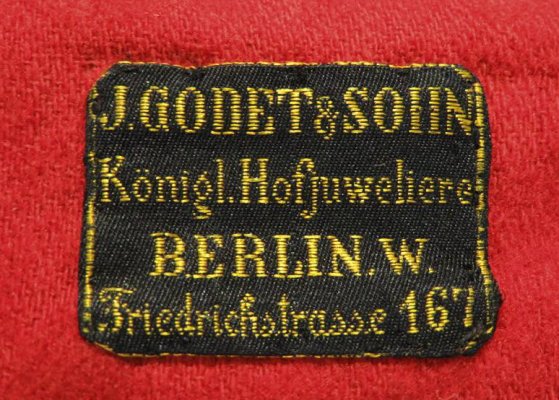 J. GODET & SOHN
Königl. Hofjuweliere
BERLIN. W.
Friedrichstrasse 167